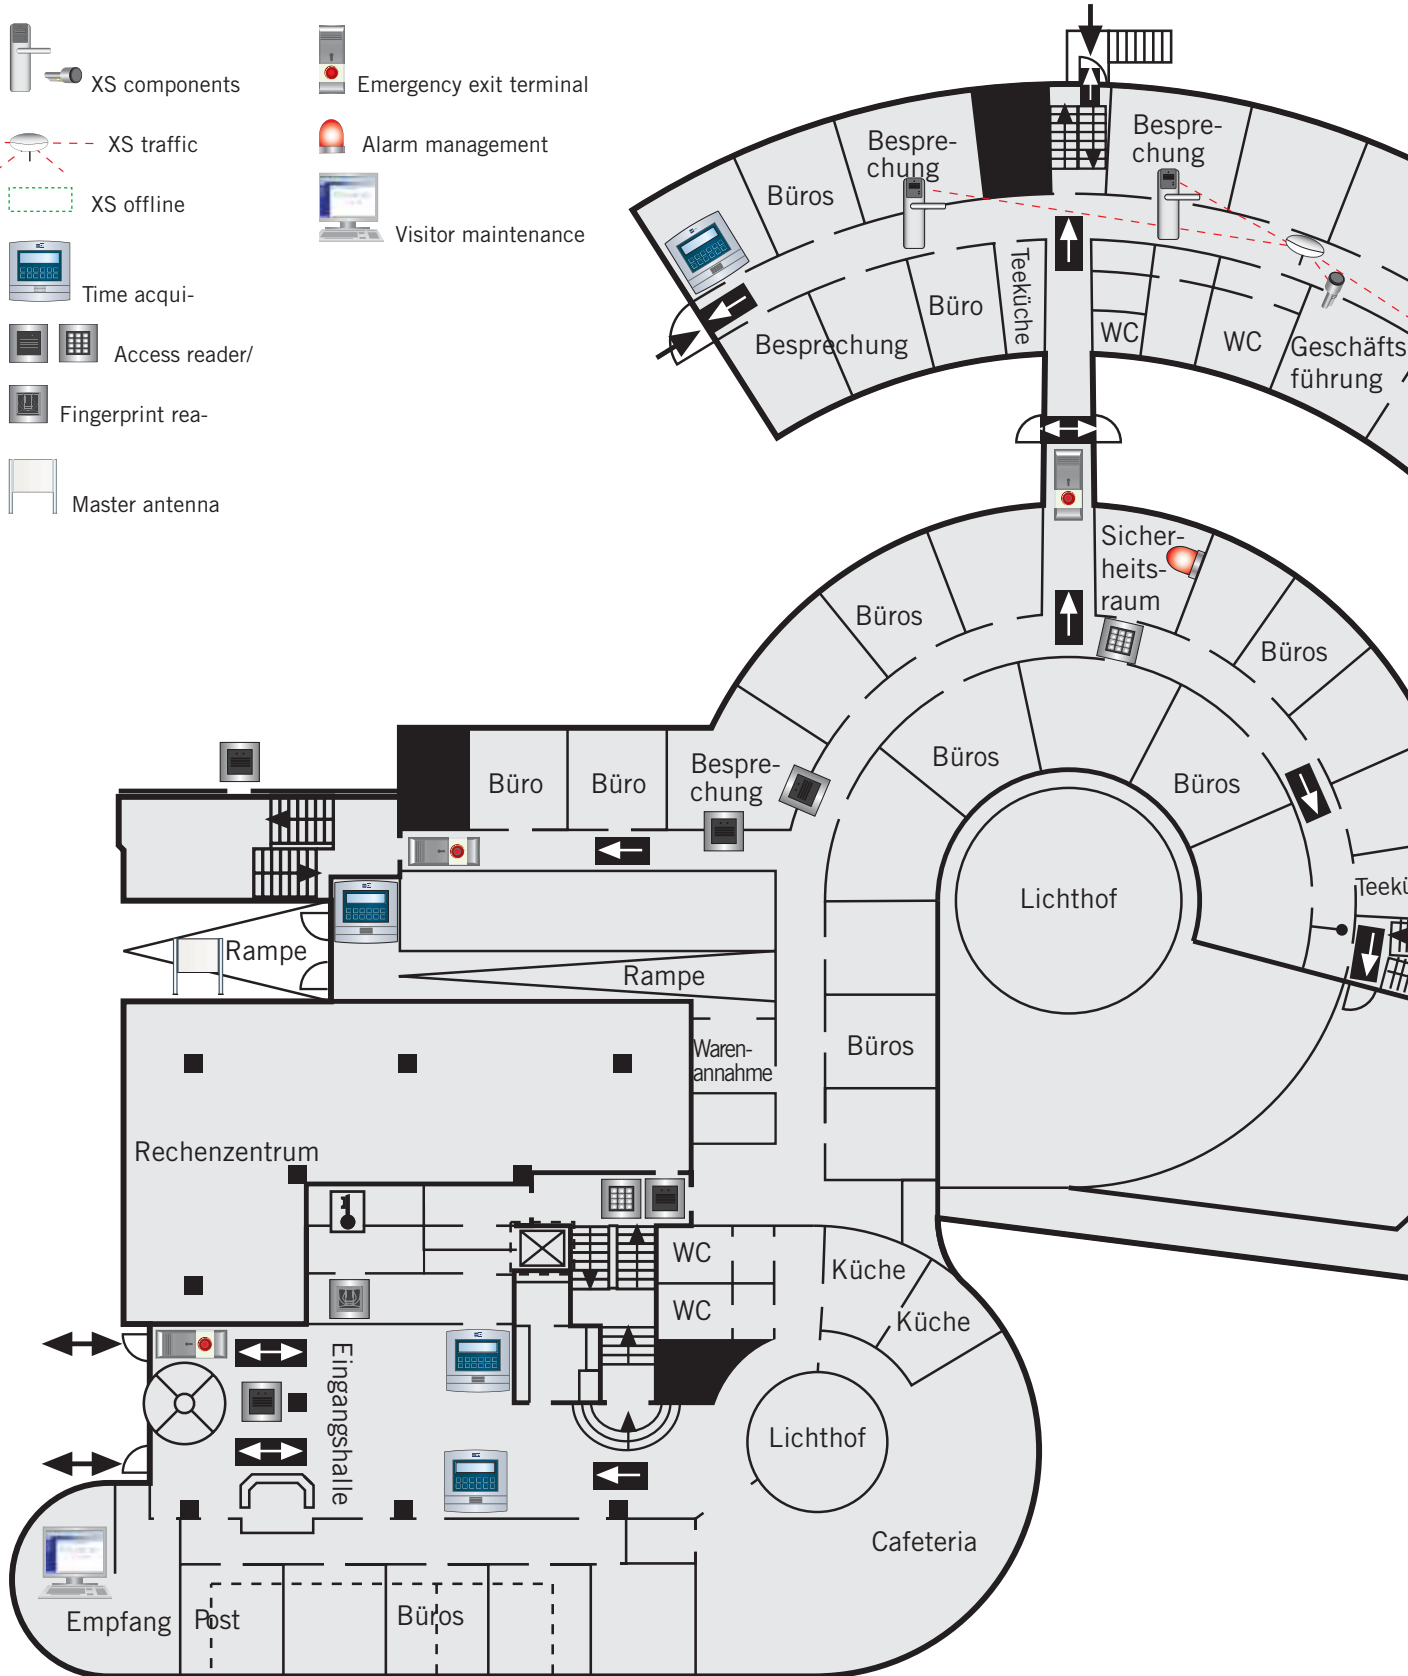 XS components
XS traffic
XS offline
Time acqui-
Access reader/
Fingerprint rea-
Master antenna
Emergency exit terminal
Alarm management
Visitor maintenance
Bespre-
chung
Bespre-
chung
Büros
Teeküche
Büro
Besprechung
WC
WC
Geschäfts
führung
Sicher-
heits-
raum
Büros
Büros
Büros
Büros
Bespre-
chung
Büro
Büro
Lichthof
Teekü
Rampe
Rampe
Waren-
annahme
Büros
Rechenzentrum
WC
WC
Küche
Küche
Eingangshalle
Lichthof
Cafeteria
Empfang
Post
Büros